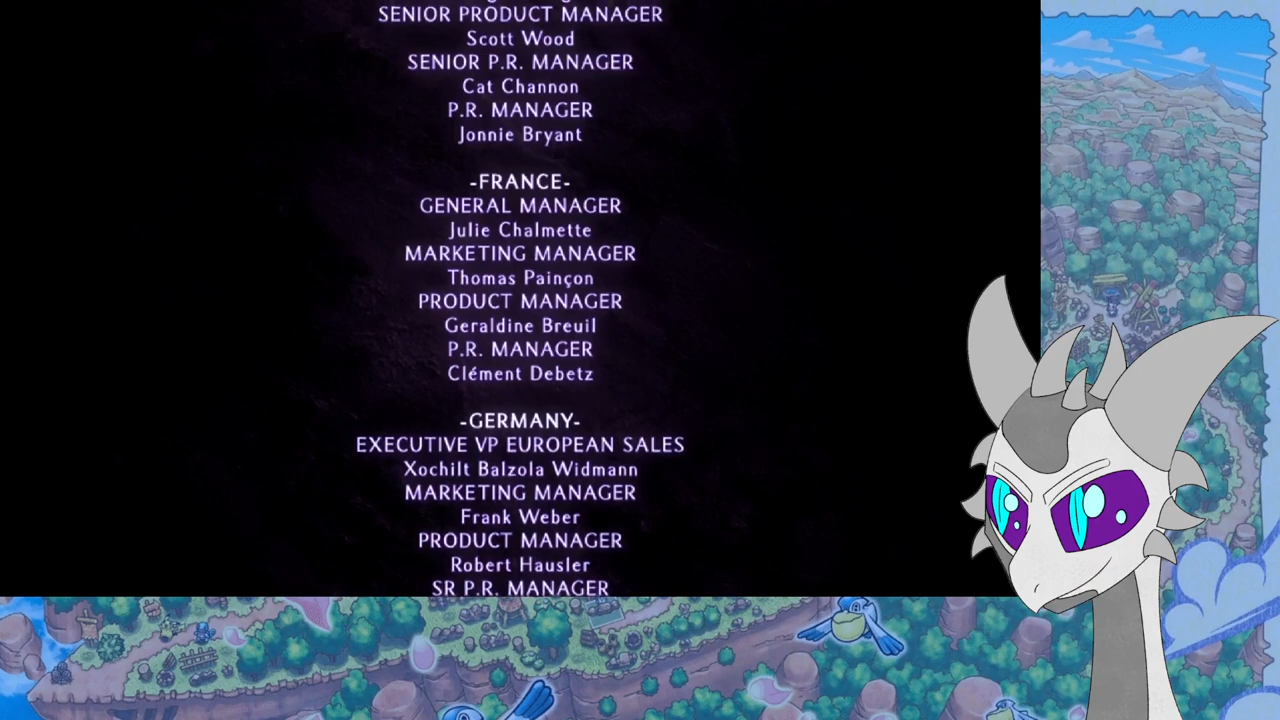 SENIOR PRODUCT MANAGER
Scott Wood
SENIOR P.R. MANAGER
Cat Channon
P.R. MANAGER
Jonnie Bryant
-FRANCE-
GENERAL MANAGER
Julie Chalmette
MARKETING MANAGER
Thomas Painçon
PRODUCT MANAGER
Geraldine Breuil
P.R. MANAGER
Clément Debetz
-GERMANY-
EXECUTIVE VP EUROPEAN SALES
Xochilt Balzola Widmann
MARKETING MANAGER
Frank Weber
PRODUCT MANAGER
Robert Hausler
SR P.R. MANAGER